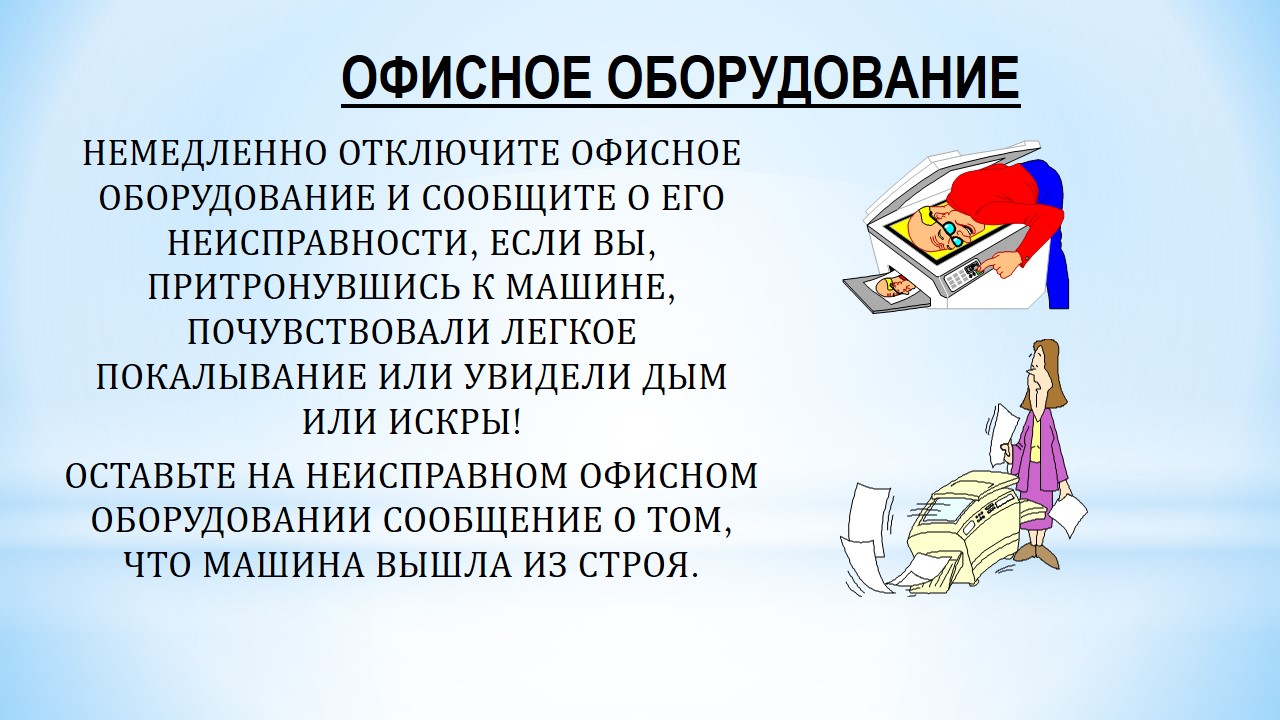 ОФИСНОЕ ОБОРУДОВАНИЕ
НЕМЕДЛЕННО ОТКЛЮЧИТЕ ОФИСНОЕ
ОБОРУДОВАНИЕ И СООБЩИТЕ О ЕГО
НЕИСПРАВНОСТИ, ЕСЛИ ВЫ,
ПРИТРОНУВШИСЬ К МАШИНЕ,
ПОЧУВСТВОВАЛИ ЛЕГКОЕ
ПОКАЛЫВАНИЕ ИЛИ УВИДЕЛИ ДЫМ
ИЛИ ИСКРЫ!
ОСТАВЬТЕ НА НЕИСПРАВНОМ ОФИСНОМ
ОБОРУДОВАНИИ СООБЩЕНИЕ О ТОМ,
ЧТО МАШИНА ВЫШЛА ИЗ СТРОЯ.